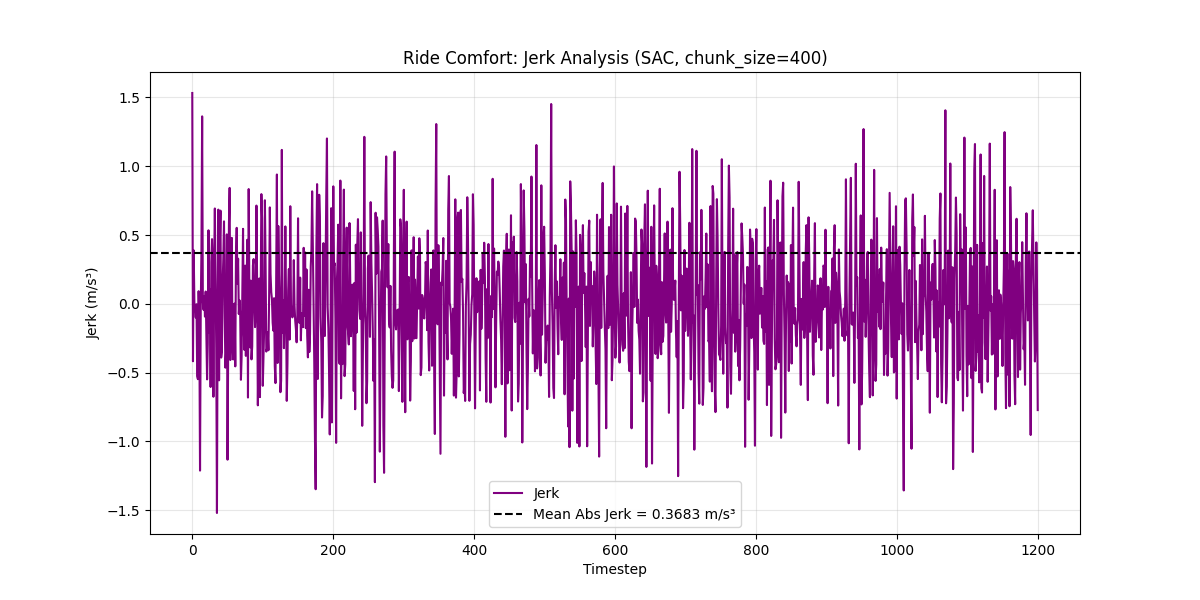 Ride Comfort: Jerk Analysis (SAC, chunk_size=400)
Jerk (m/s³)
1.5
1.0
0.5
0.0
−0.5
−1.0
−1.5
Jerk
Mean Abs Jerk = 0.3683 m/s³
0 200 400 600 800 1000 1200
Timestep